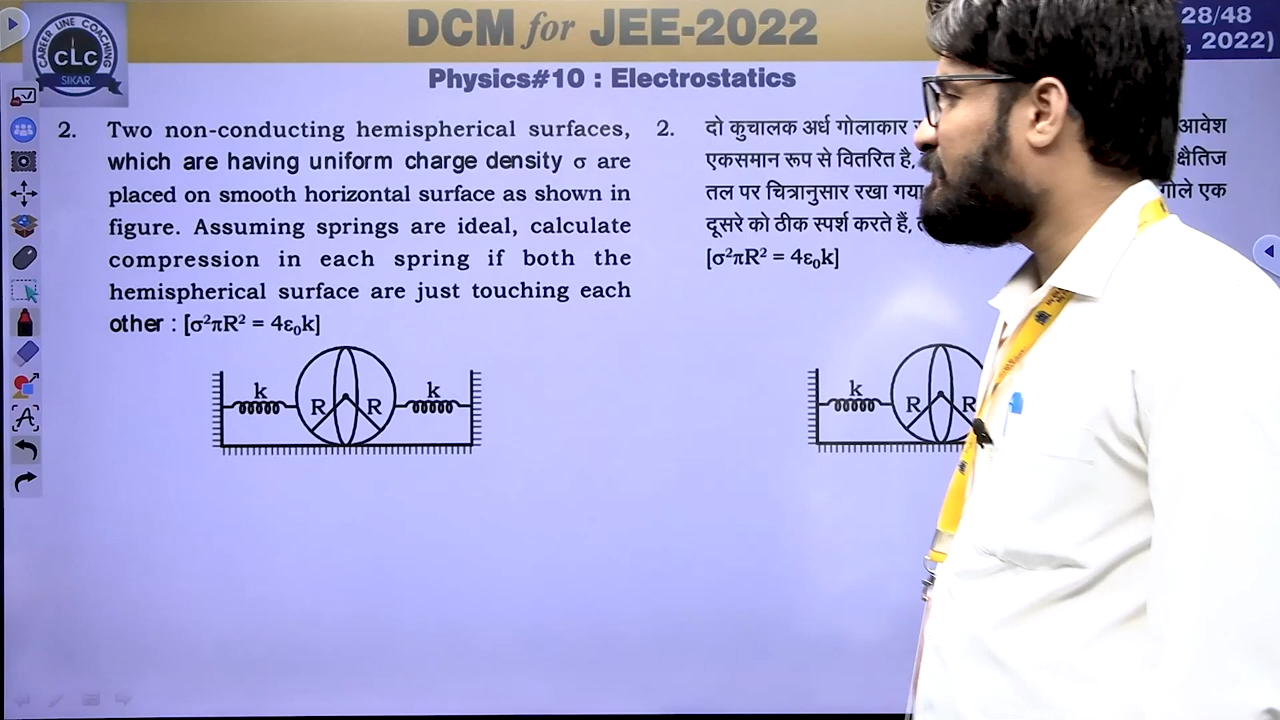 DCM for JEE-2022
28/48
, 2022)
CAREER LINE COACHING
CLC
SIKAR
Physics#10 : Electrostatics
2. Two non-conducting hemispherical surfaces,
which are having uniform charge density σ are
placed on smooth horizontal surface as shown in
figure. Assuming springs are ideal, calculate
compression in each spring if both the
hemispherical surface are just touching each
other : [σ²πR² = 4ε₀k]
k R R k
2. दो कुचालक अर्ध गोलाकार आवेश
एकसमान रूप से वितरित है, क्षैतिज
तल पर चित्रानुसार रखा गया गोले एक
दूसरे को ठीक स्पर्श करते हैं,
[σ²πR² = 4ε₀k]
k R R
A